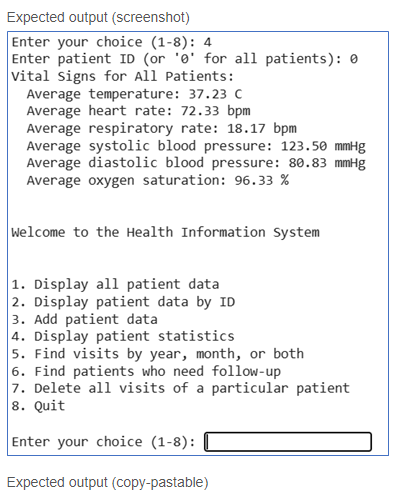 Expected output (screenshot)
Enter your choice (1-8): 4
Enter patient ID (or '0' for all patients): 0
Vital Signs for All Patients:
Average temperature: 37.23 C
Average heart rate: 72.33 bpm
Average respiratory rate: 18.17 bpm
Average systolic blood pressure: 123.50 mmHg
Average diastolic blood pressure: 80.83 mmHg
Average oxygen saturation: 96.33 %
Welcome to the Health Information System
1. Display all patient data
2. Display patient data by ID
3. Add patient data
4. Display patient statistics
5. Find visits by year, month, or both
6. Find patients who need follow-up
7. Delete all visits of a particular patient
8. Quit
Enter your choice (1-8):
Expected output (copy-pastable)